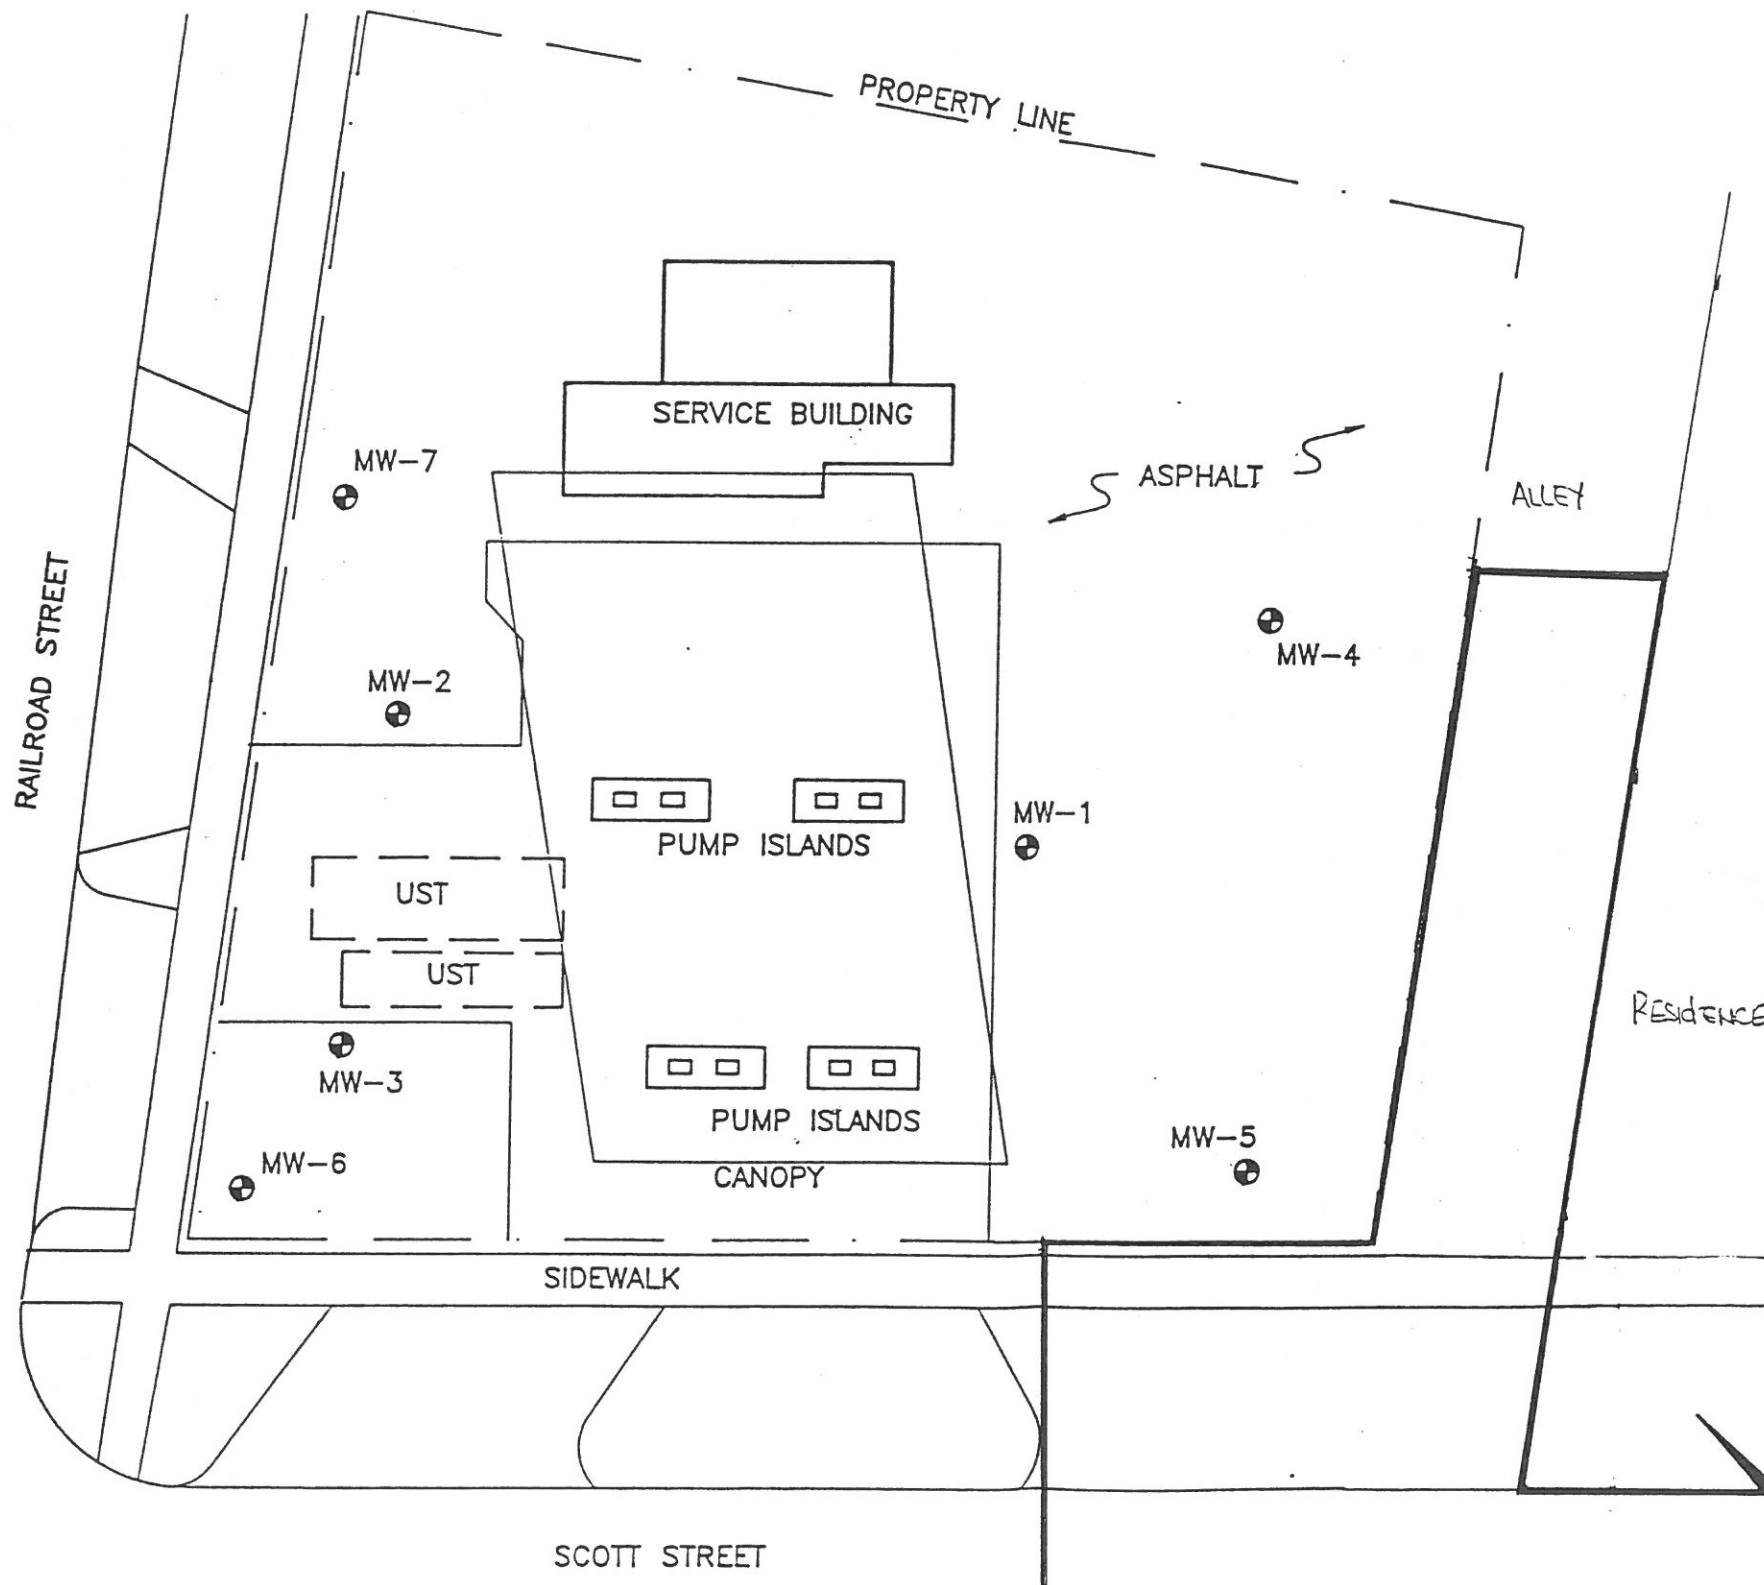 PROPERTY LINE
SERVICE BUILDING
MW-7
ASPHALT
ALLEY
RAILROAD STREET
MW-4
MW-2
MW-1
PUMP ISLANDS
UST
UST
RESIDENCE
MW-3
PUMP ISLANDS
MW-5
MW-6
CANOPY
SIDEWALK
SCOTT STREET